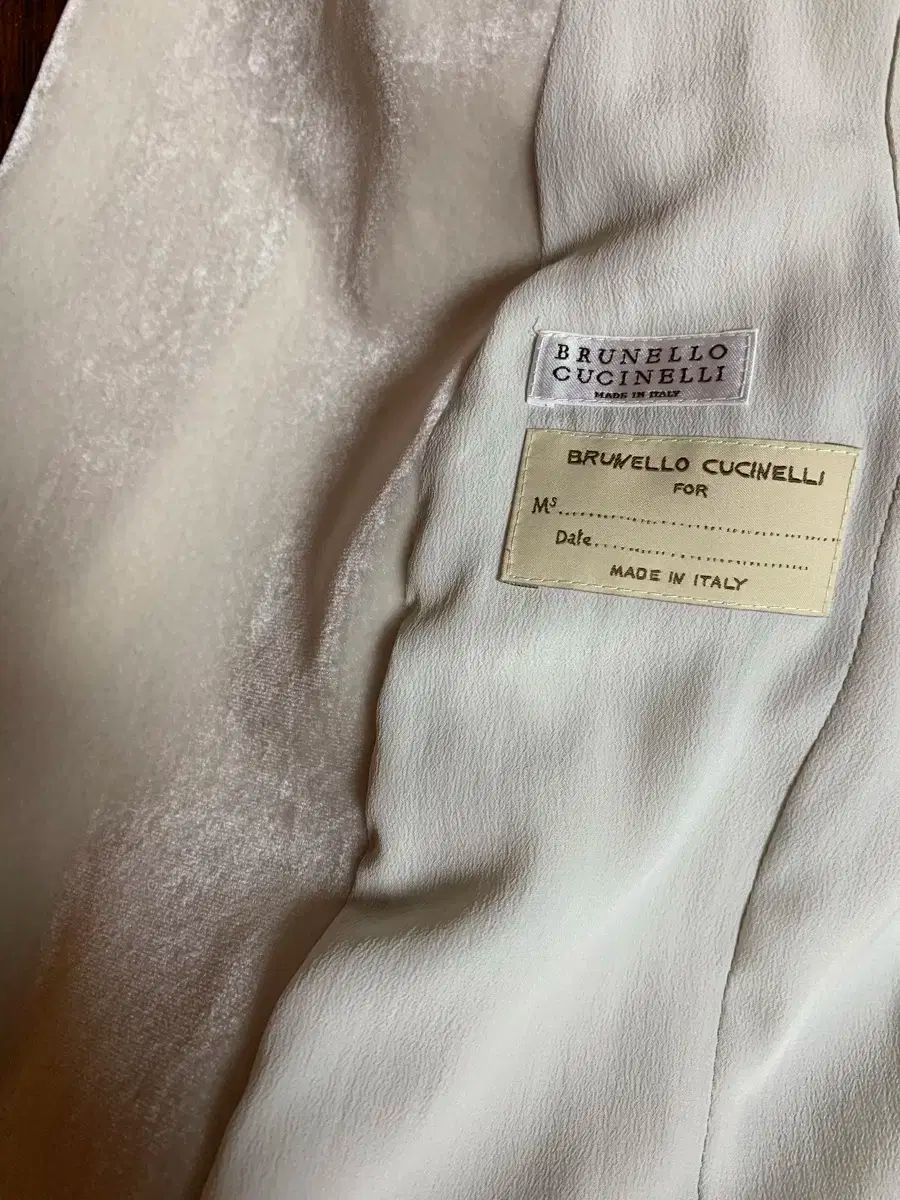 BRUNELLO
CUCINELLI
MADE IN ITALY
BRUNELLO CUCINELLI
FOR
Ms..............................
Date..............................
MADE IN ITALY